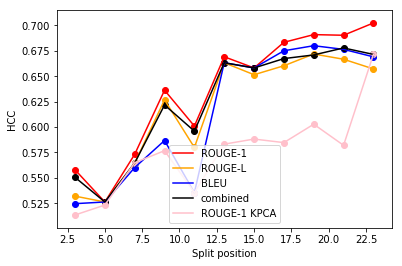 0.700
0.675
0.650
0.625
0.600
0.575
0.550
0.525
HCC
ROUGE-1
ROUGE-L
BLEU
combined
ROUGE-1 KPCA
2.5 5.0 7.5 10.0 12.5 15.0 17.5 20.0 22.5
Split position